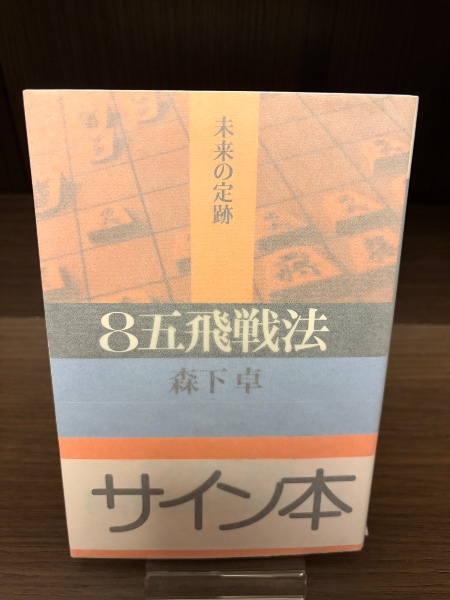 未来の定跡
8五飛戦法
森下卓
サイン本